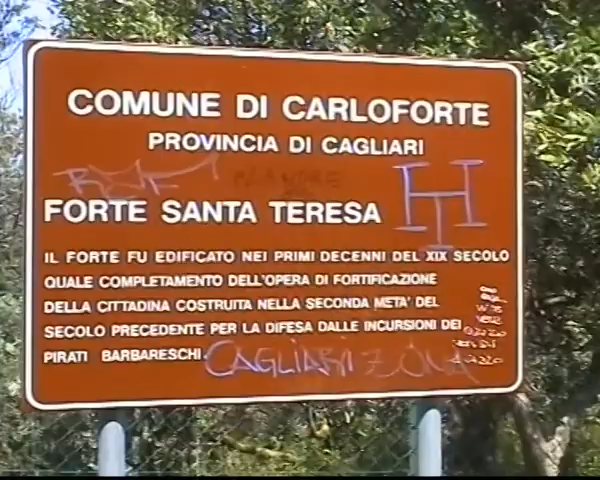 COMUNE DI CARLOFORTE
PROVINCIA DI CAGLIARI
FORTE SANTA TERESA
IL FORTE FU EDIFICATO NEI PRIMI DECENNI DEL XIX SECOLO
QUALE COMPLETAMENTO DELL'OPERA DI FORTIFICAZIONE
DELLA CITTADINA COSTRUITA NELLA SECONDA META' DEL
SECOLO PRECEDENTE PER LA DIFESA DALLE INCURSIONI DEI
PIRATI BARBARESCHI
CAGLIARI